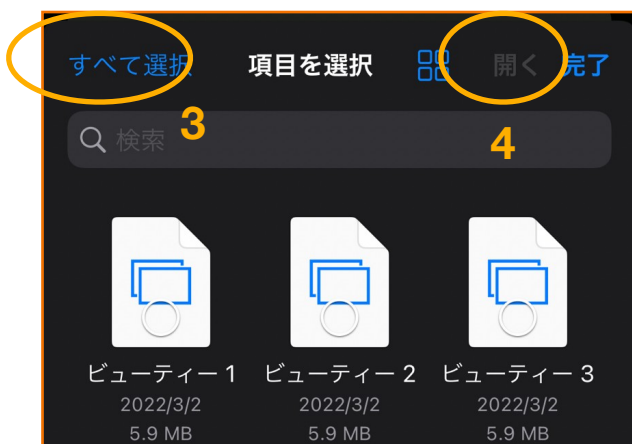 すべて選択 項目を選択 開く 完了
3
検索
4
ビューティー 1 ビューティー 2 ビューティー 3
2022/3/2 2022/3/2 2022/3/2
5.9 MB 5.9 MB 5.9 MB